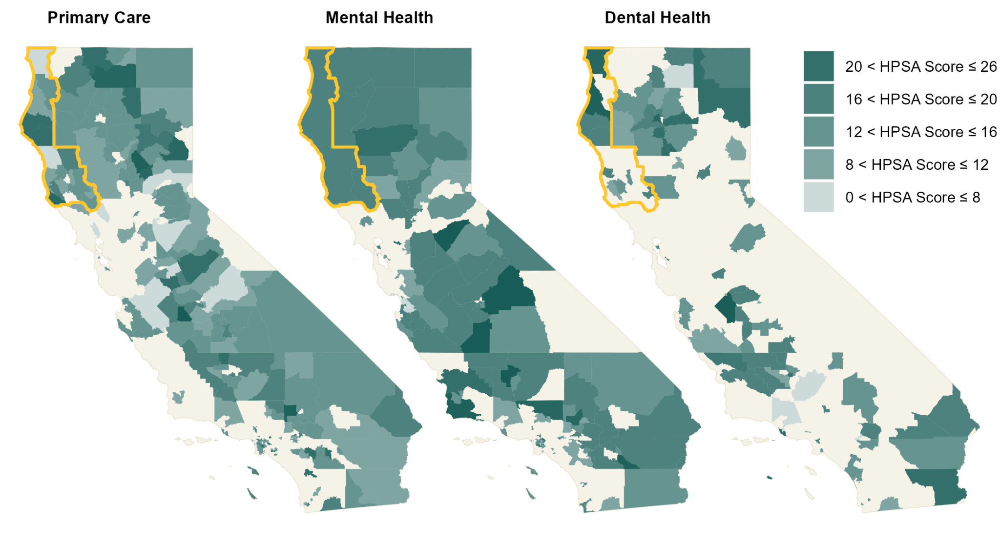 Primary Care
Mental Health
Dental Health
20 < HPSA Score ≤ 26
16 < HPSA Score ≤ 20
12 < HPSA Score ≤ 16
8 < HPSA Score ≤ 12
0 < HPSA Score ≤ 8